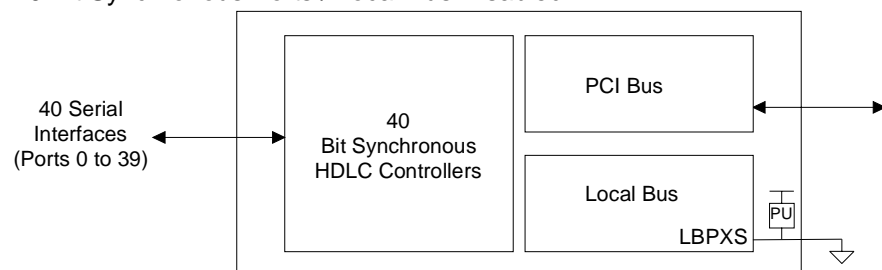 40 Serial
Interfaces
(Ports 0 to 39)
40
Bit Synchronous
HDLC Controllers
PCI Bus
Local Bus
LBPXS
PU